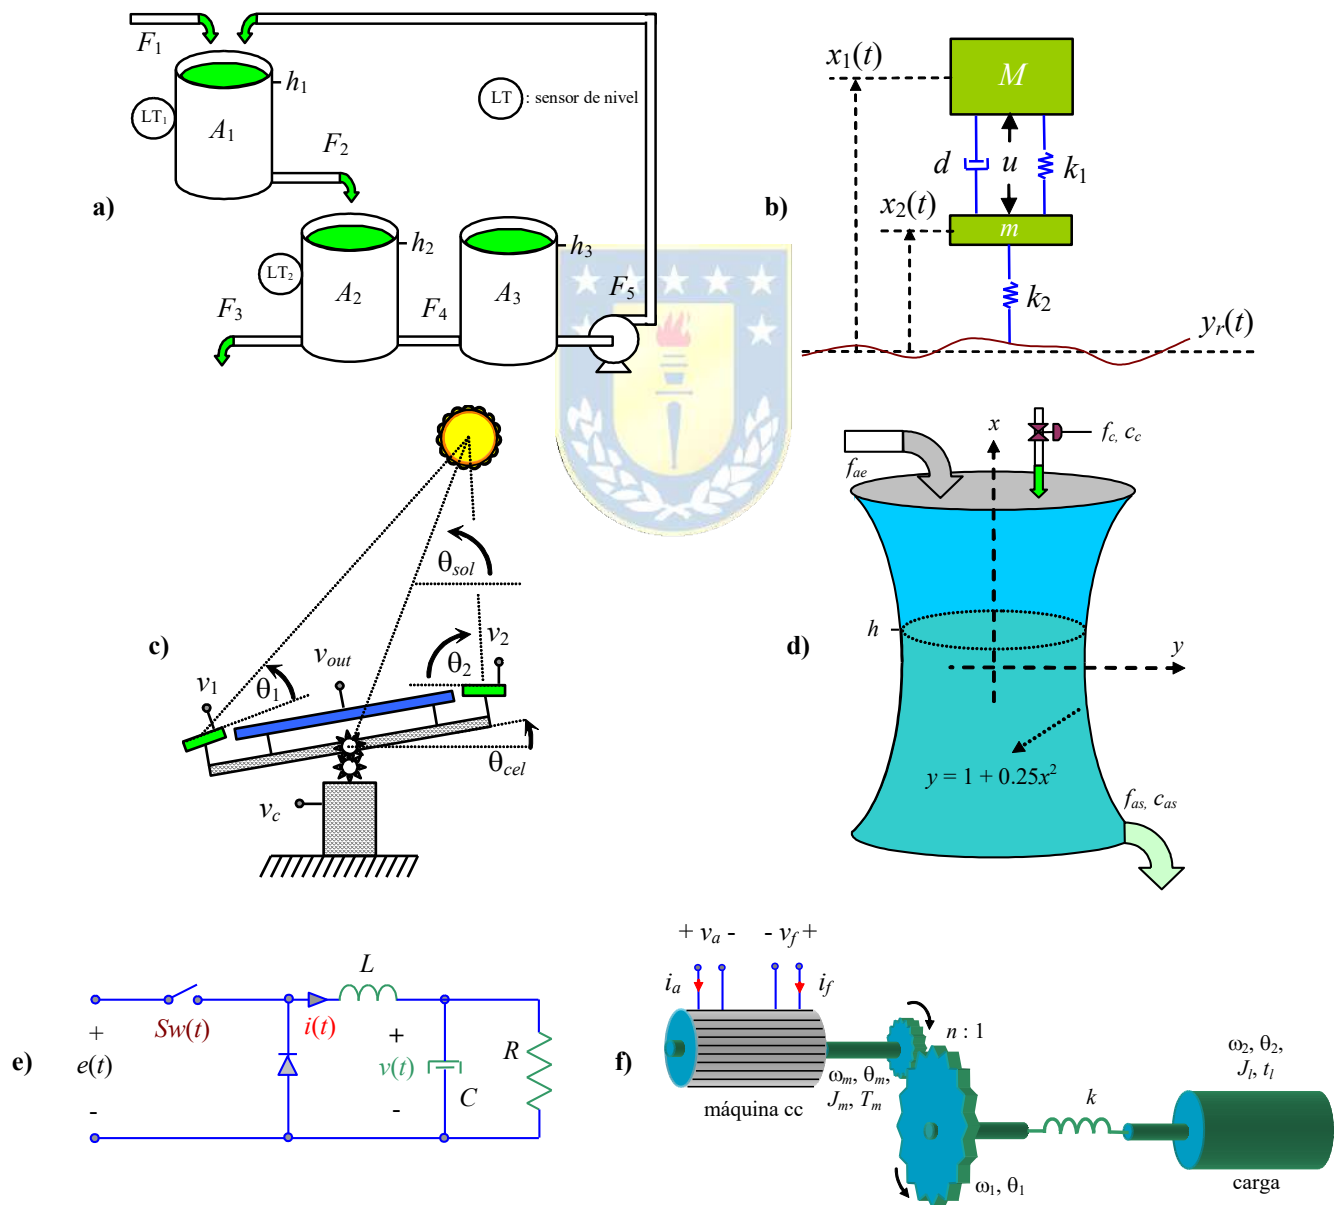 F₁
h₁
LT₁
A₁
F₂
LT : sensor de nivel
a)
h₂
h₃
LT₂
A₂
A₃
F₃
F₄
F₅
x₁(t)
M
d
u
k₁
b)
x₂(t)
m
k₂
yᵣ(t)
θsol
c)
v₁
θ₁
vout
θ₂
v₂
θcel
vc
x
fc, cc
fae
h
d)
y
y = 1 + 0.25x²
fas, cas
L
+
Sw(t)
i(t)
+
e)
e(t)
v(t)
R
-
-
C
+ va -
- vf +
ia
if
n : 1
f)
ωm, θm,
Jm, Tm
máquina cc
k
ω₂, θ₂,
Jl, tl
ω₁, θ₁
carga